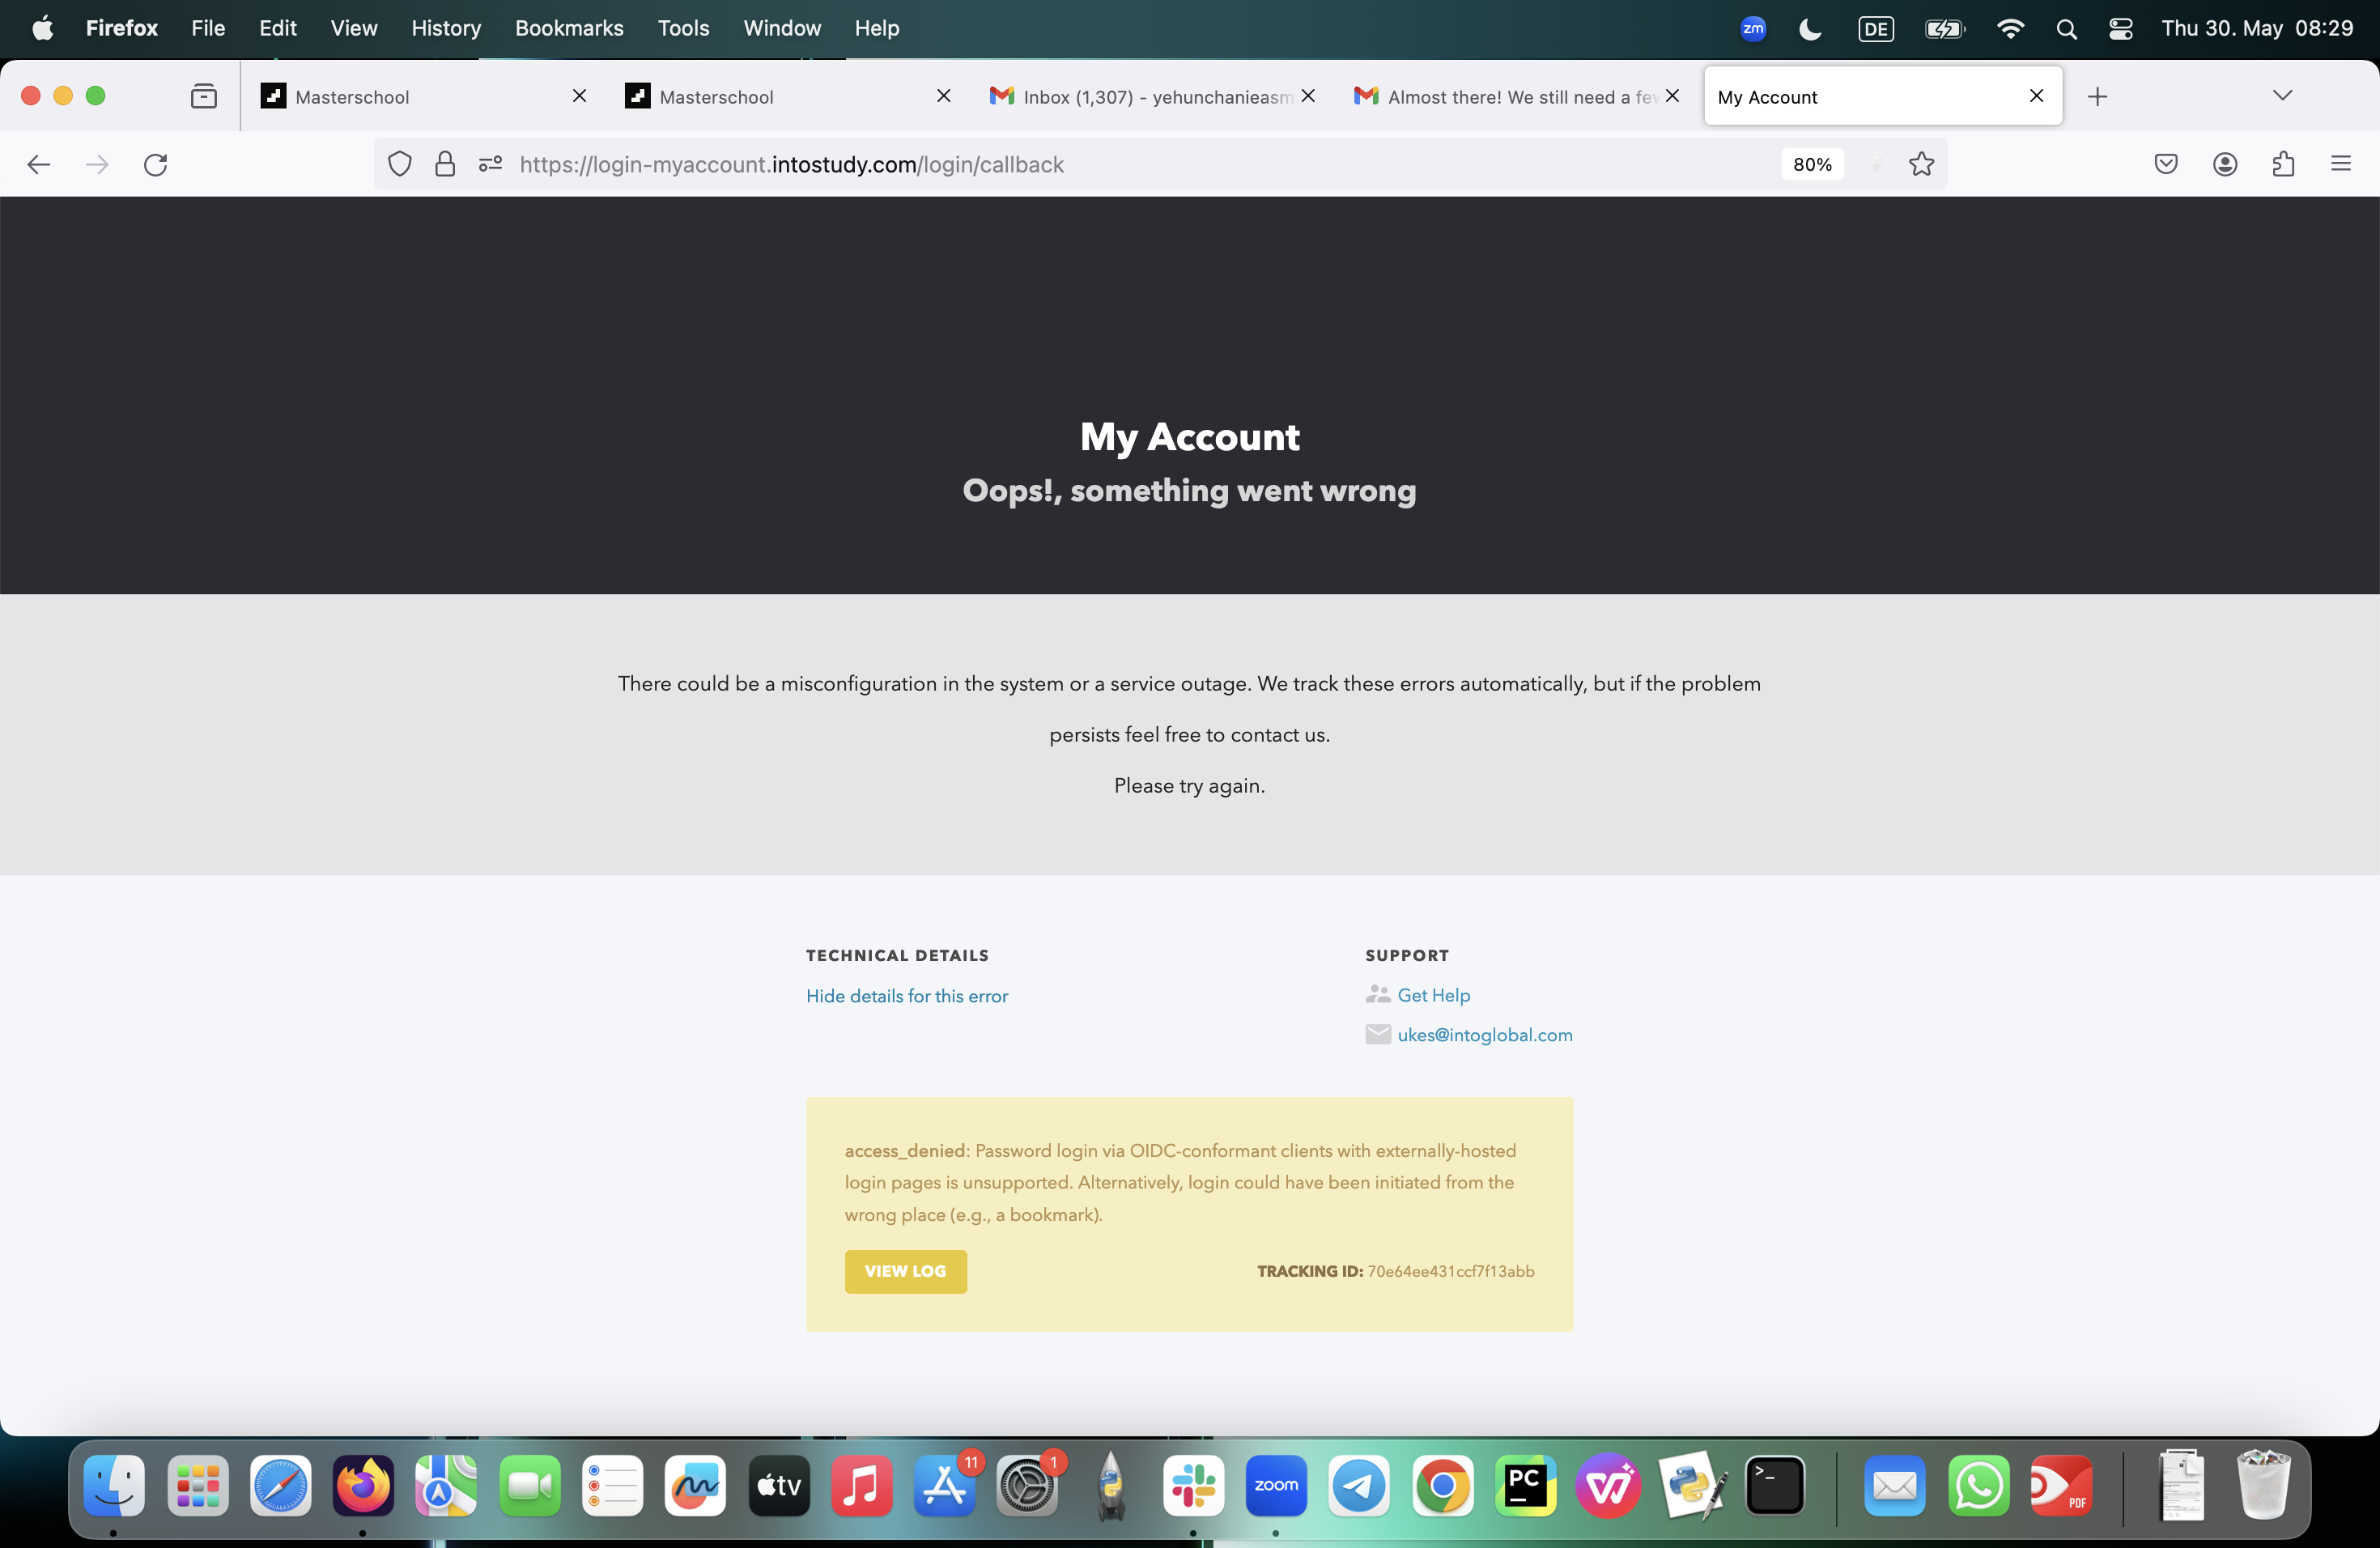 Firefox File Edit View History Bookmarks Tools Window Help zm DE Thu 30. May 08:29
Masterschool Masterschool Inbox (1,307) - yehunchanieasm Almost there! We still need a few My Account
https://login-myaccount.intostudy.com/login/callback 80%
My Account
Oops!, something went wrong
There could be a misconfiguration in the system or a service outage. We track these errors automatically, but if the problem
persists feel free to contact us.
Please try again.
TECHNICAL DETAILS
Hide details for this error
SUPPORT
Get Help
ukes@intoglobal.com
access_denied: Password login via OIDC-conformant clients with externally-hosted
login pages is unsupported. Alternatively, login could have been initiated from the
wrong place (e.g., a bookmark).
VIEW LOG TRACKING ID: 70e64ee431ccf7f13abb
tv 11 1 zoom PC >_ PDF